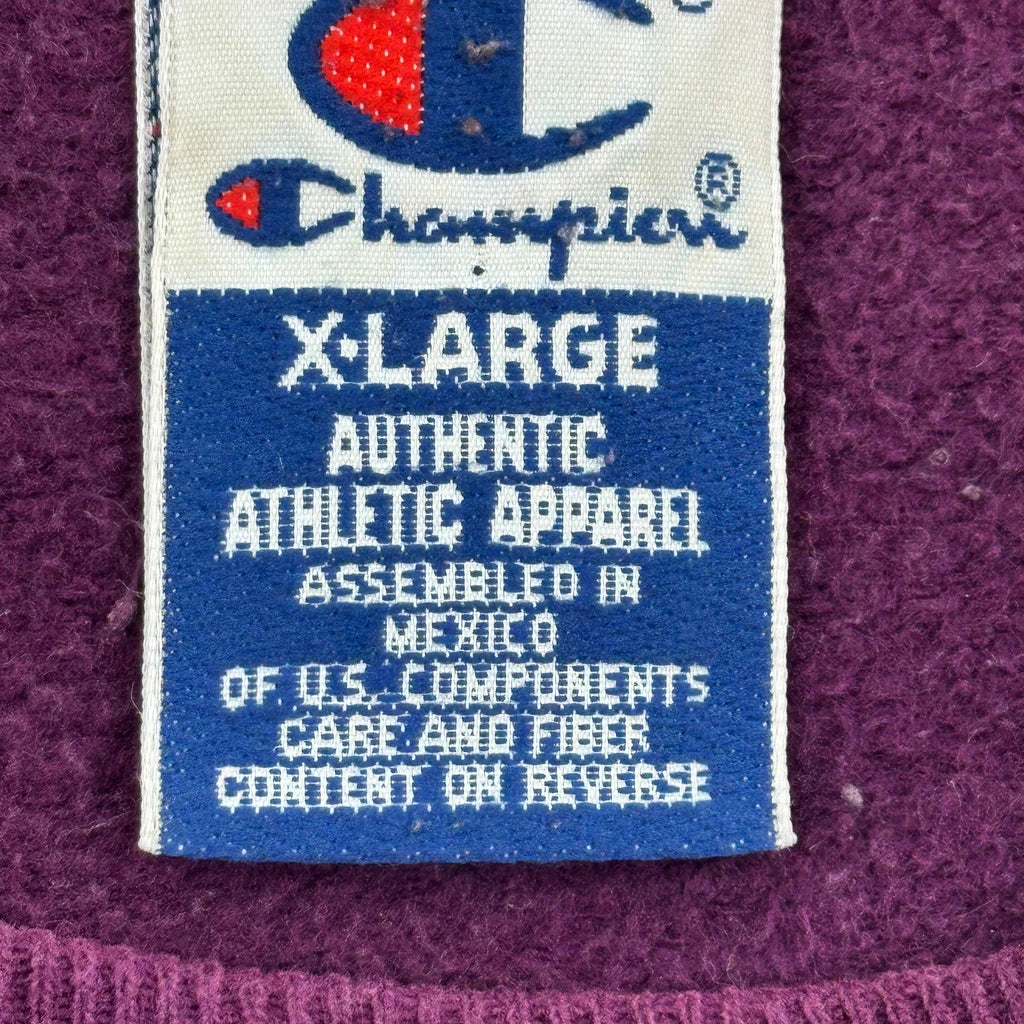 Champion®
X·LARGE
AUTHENTIC
ATHLETIC APPAREL
ASSEMBLED IN
MEXICO
OF U.S. COMPONENTS
CARE AND FIBER
CONTENT ON REVERSE